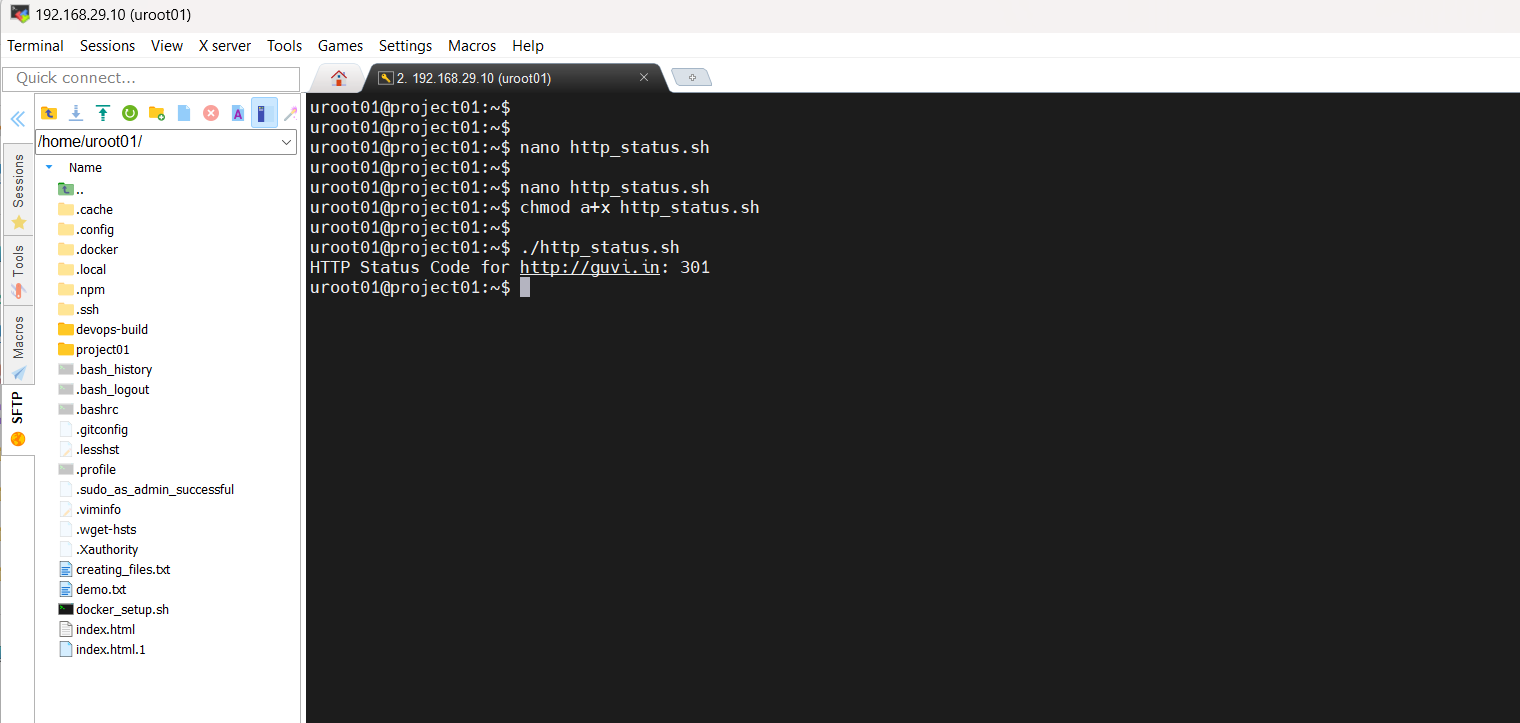 192.168.29.10 (uroot01)
Terminal Sessions View X server Tools Games Settings Macros Help
Quick connect...
2. 192.168.29.10 (uroot01)
/home/uroot01/
Name
..
.cache
.config
.docker
.local
.npm
.ssh
devops-build
project01
.bash_history
.bash_logout
.bashrc
.gitconfig
.lesshst
.profile
.sudo_as_admin_successful
.viminfo
.wget-hsts
.Xauthority
creating_files.txt
demo.txt
docker_setup.sh
index.html
index.html.1
Sessions
Tools
Macros
SFTP
uroot01@project01:~$
uroot01@project01:~$
uroot01@project01:~$ nano http_status.sh
uroot01@project01:~$
uroot01@project01:~$ nano http_status.sh
uroot01@project01:~$ chmod a+x http_status.sh
uroot01@project01:~$
uroot01@project01:~$ ./http_status.sh
HTTP Status Code for http://guvi.in: 301
uroot01@project01:~$